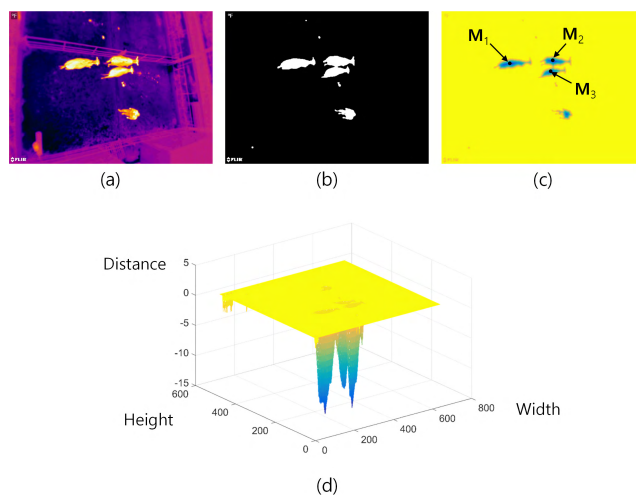 °F
°F
°F
M1
M2
M3
FLIR
FLIR
FLIR
(a)
(b)
(c)
Distance
5
0
-5
-10
-15
600
400
200
0
0
200
400
600
800
Height
Width
(d)